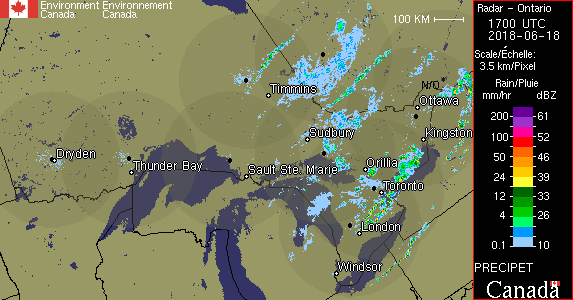 Environment Environnement
Canada Canada
100 KM
Radar - Ontario
1700 UTC
2018-06-18
Scale/Échelle:
3.5 km/Pixel
Rain/Pluie
mm/hr dBZ
200 61
100 52
50 46
24 39
12 33
4 26
0.1 10
PRECIPET
Canada
Timmins
Ottawa
Sudbury
Kingston
Dryden
Thunder Bay
Sault Ste. Marie
Orillia
Toronto
London
Windsor